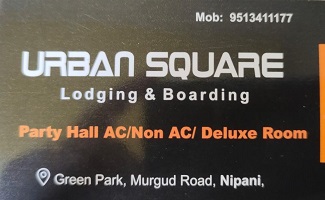 Mob: 9513411177
URBAN SQUARE
Lodging & Boarding
Party Hall AC/Non AC/ Deluxe Room
Green Park, Murgud Road, Nipani,